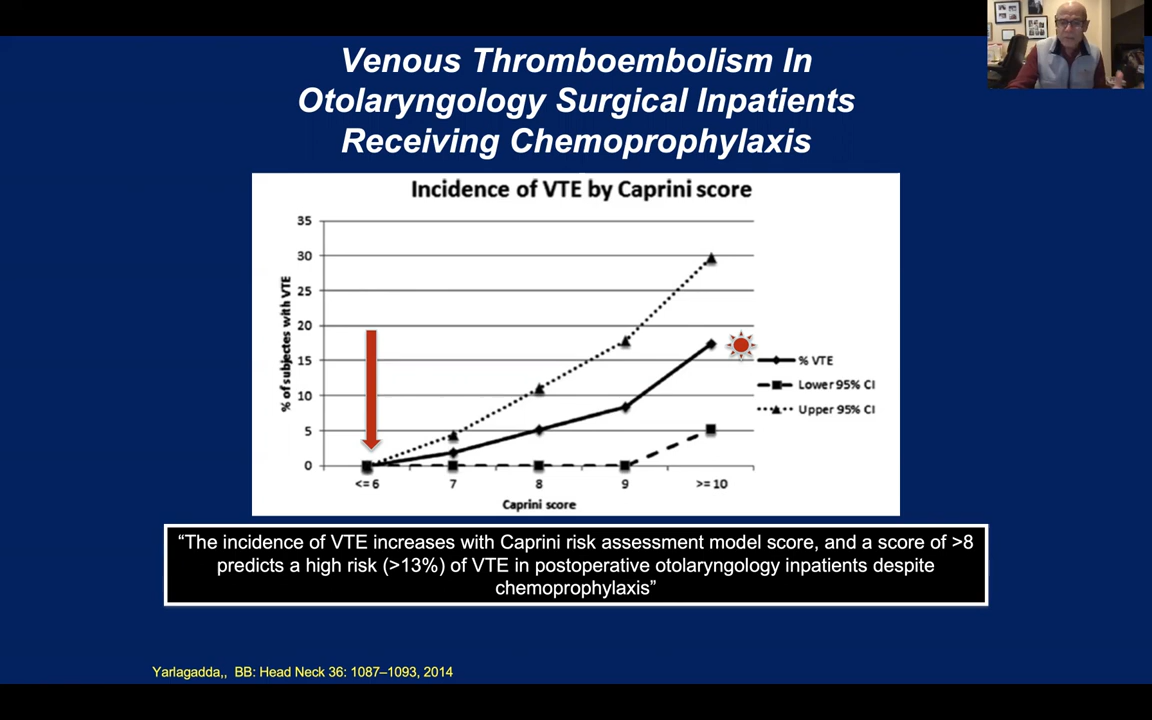 Venous Thromboembolism In
Otolaryngology Surgical Inpatients
Receiving Chemoprophylaxis
Incidence of VTE by Caprini score
% of subjectes with VTE
35
30
25
20
15
10
5
0
<= 6
7
8
9
>= 10
Caprini score
% VTE
Lower 95% CI
Upper 95% CI
“The incidence of VTE increases with Caprini risk assessment model score, and a score of >8
predicts a high risk (>13%) of VTE in postoperative otolaryngology inpatients despite
chemoprophylaxis”
Yarlagadda,, BB: Head Neck 36: 1087–1093, 2014